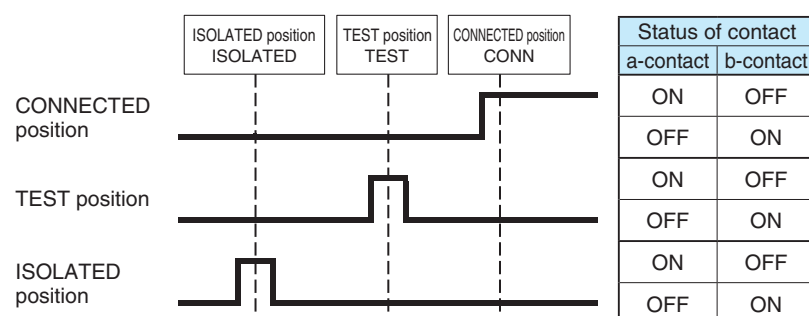 ISOLATED position
ISOLATED
TEST position
TEST
CONNECTED position
CONN
Status of contact
a-contact b-contact
CONNECTED
position
ON OFF
OFF ON
TEST position
ON OFF
OFF ON
ISOLATED
position
ON OFF
OFF ON